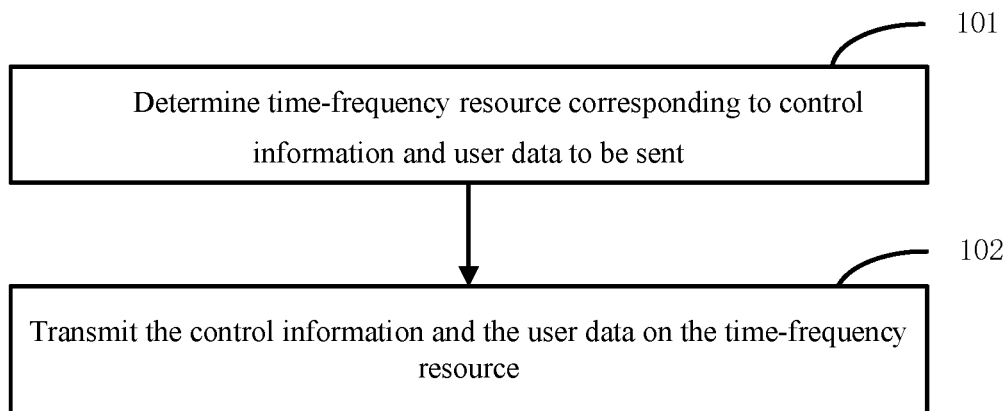 101
Determine time-frequency resource corresponding to control
information and user data to be sent
102
Transmit the control information and the user data on the time-frequency
resource